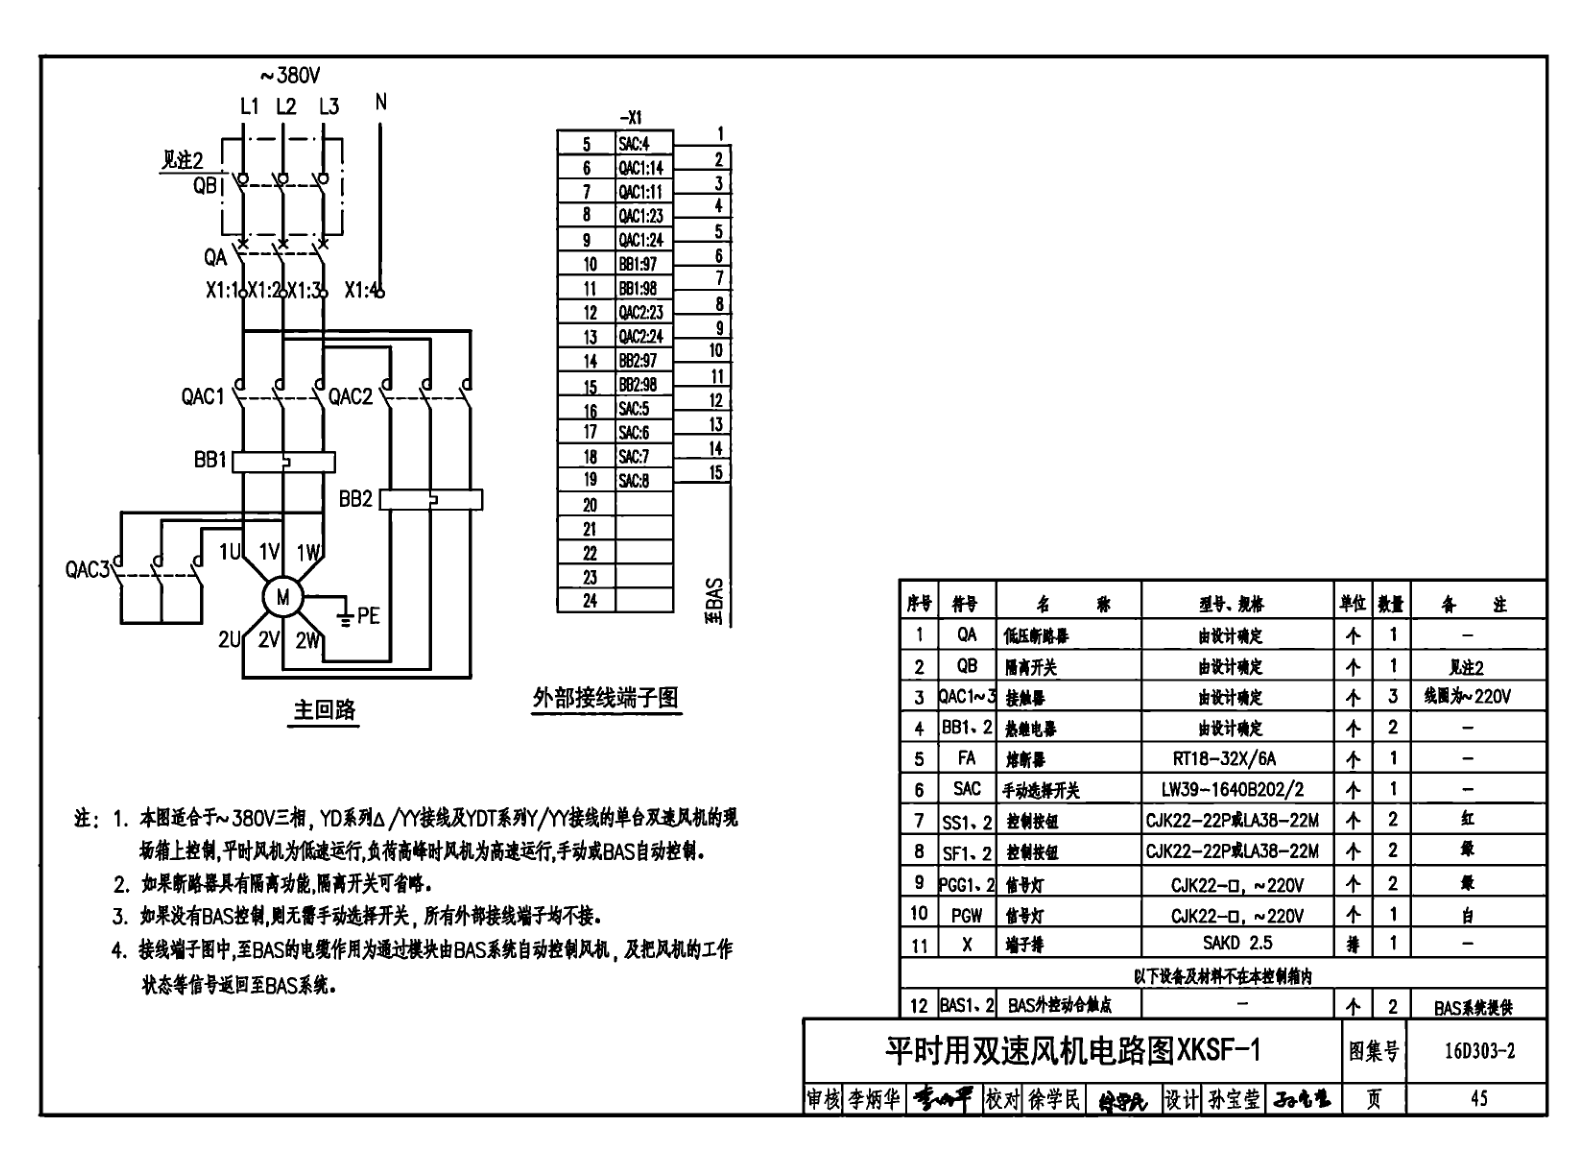 ~380V
L1 L2 L3 N
见注2
QB
QA
X1:1 X1:2 X1:3 X1:4
QAC1 QAC2
BB1
BB2
QAC3
1U 1V 1W
M
PE
2U 2V 2W
主回路
-X1
5 SAC:4 1
6 QAC1:14 2
7 QAC1:11 3
8 QAC1:23 4
9 QAC1:24 5
10 BB1:97 6
11 BB1:98 7
12 QAC2:23 8
13 QAC2:24 9
14 BB2:97 10
15 BB2:98 11
16 SAC:5 12
17 SAC:6 13
18 SAC:7 14
19 SAC:8 15
20
21
22
23
24
至BAS
外部接线端子图
注: 1. 本图适合于~380V三相, YD系列△/YY接线及YDT系列Y/YY接线的单台双速风机的现
场箱上控制,平时风机为低速运行,负荷高峰时风机为高速运行,手动或BAS自动控制。
2. 如果断路器具有隔离功能,隔离开关可省略。
3. 如果没有BAS控制,则无需手动选择开关, 所有外部接线端子均不接。
4. 接线端子图中,至BAS的电缆作用为通过模块由BAS系统自动控制风机, 及把风机的工作
状态等信号返回至BAS系统。
序号 符号 名 称 型号、规格 单位 数量 备 注
1 QA 低压断路器 由设计确定 个 1 —
2 QB 隔离开关 由设计确定 个 1 见注2
3 QAC1~3 接触器 由设计确定 个 3 线圈为~220V
4 BB1、2 热继电器 由设计确定 个 2 —
5 FA 熔断器 RT18-32X/6A 个 1 —
6 SAC 手动选择开关 LW39-1640B202/2 个 1 —
7 SS1、2 控制按钮 CJK22-22P或LA38-22M 个 2 红
8 SF1、2 控制按钮 CJK22-22P或LA38-22M 个 2 绿
9 PGG1、2 信号灯 CJK22-□, ~220V 个 2 绿
10 PGW 信号灯 CJK22-□, ~220V 个 1 白
11 X 端子排 SAKD 2.5 排 1 —
以下设备及材料不在本控制箱内
12 BAS1、2 BAS外控动合触点 — 个 2 BAS系统提供
平时用双速风机电路图XKSF-1 图集号 16D303-2
审核 李炳华 李炳华 校对 徐学民 徐学民 设计 孙宝莹 孙宝莹 页 45